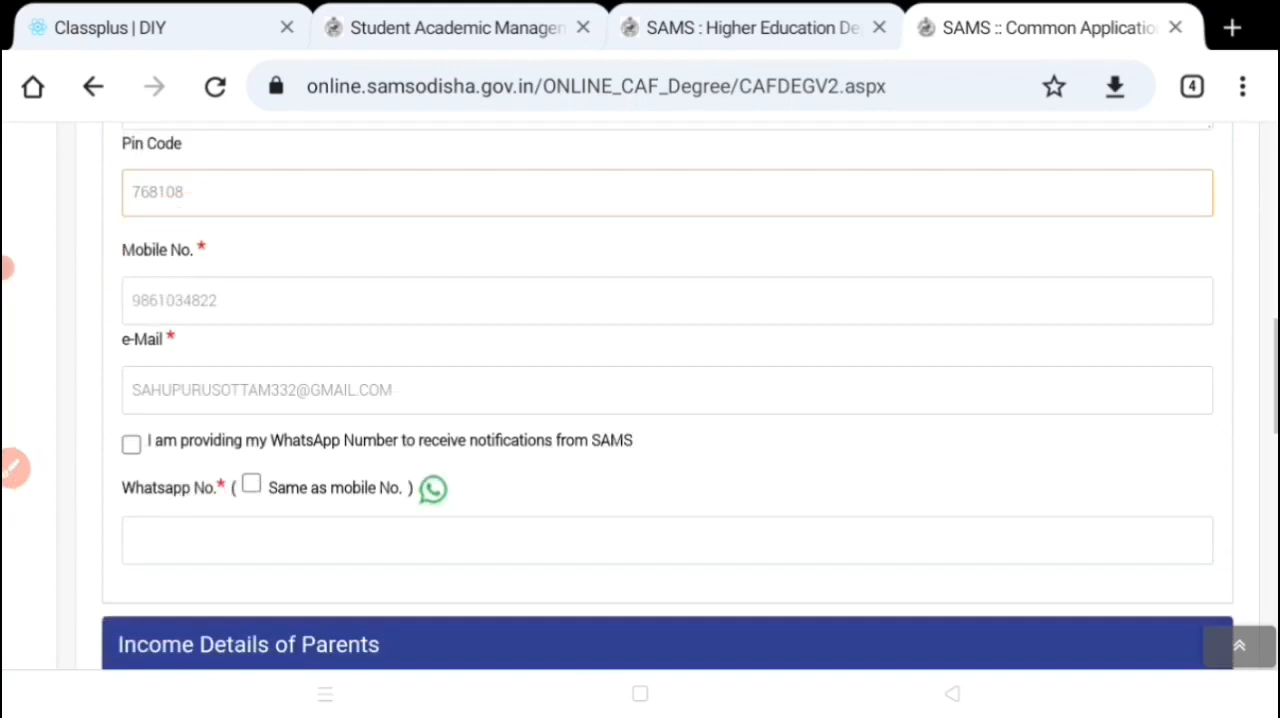 Classplus | DIY
Student Academic Managen
SAMS : Higher Education De
SAMS :: Common Applicatio
online.samsodisha.gov.in/ONLINE_CAF_Degree/CAFDEGV2.aspx
4
Pin Code
768108
Mobile No. *
9861034822
e-Mail *
SAHUPURUSOTTAM332@GMAIL.COM
I am providing my WhatsApp Number to receive notifications from SAMS
Whatsapp No.* ( Same as mobile No. )
Income Details of Parents